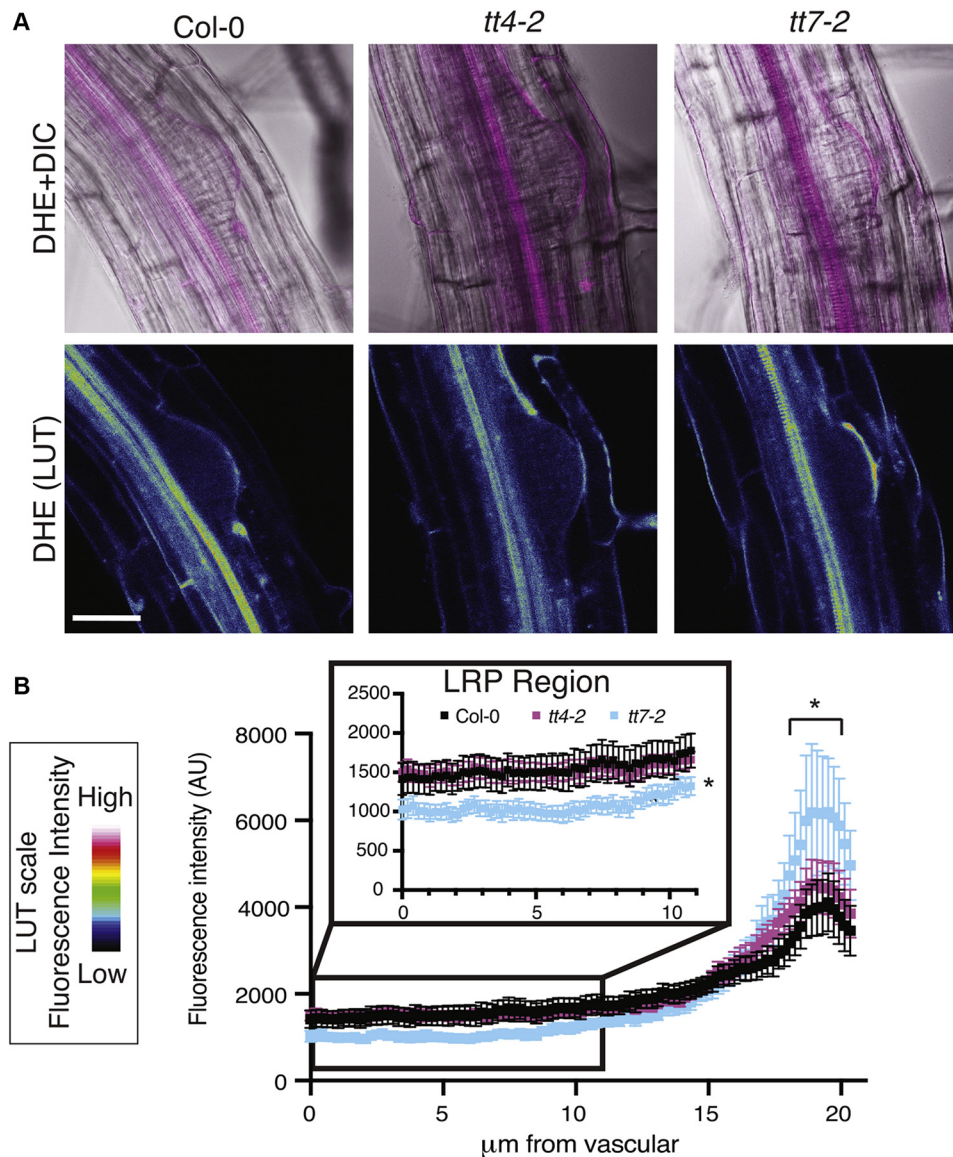 A
Col-0
tt4-2
tt7-2
DHE+DIC
DHE (LUT)
B
LUT scale
Fluorescence Intensity
High
Low
LRP Region
Col-0 tt4-2 tt7-2
2500
2000
1500
1000
500
0
0 5 10
*
*
Fluorescence intensity (AU)
8000
6000
4000
2000
0
0 5 10 15 20
µm from vascular